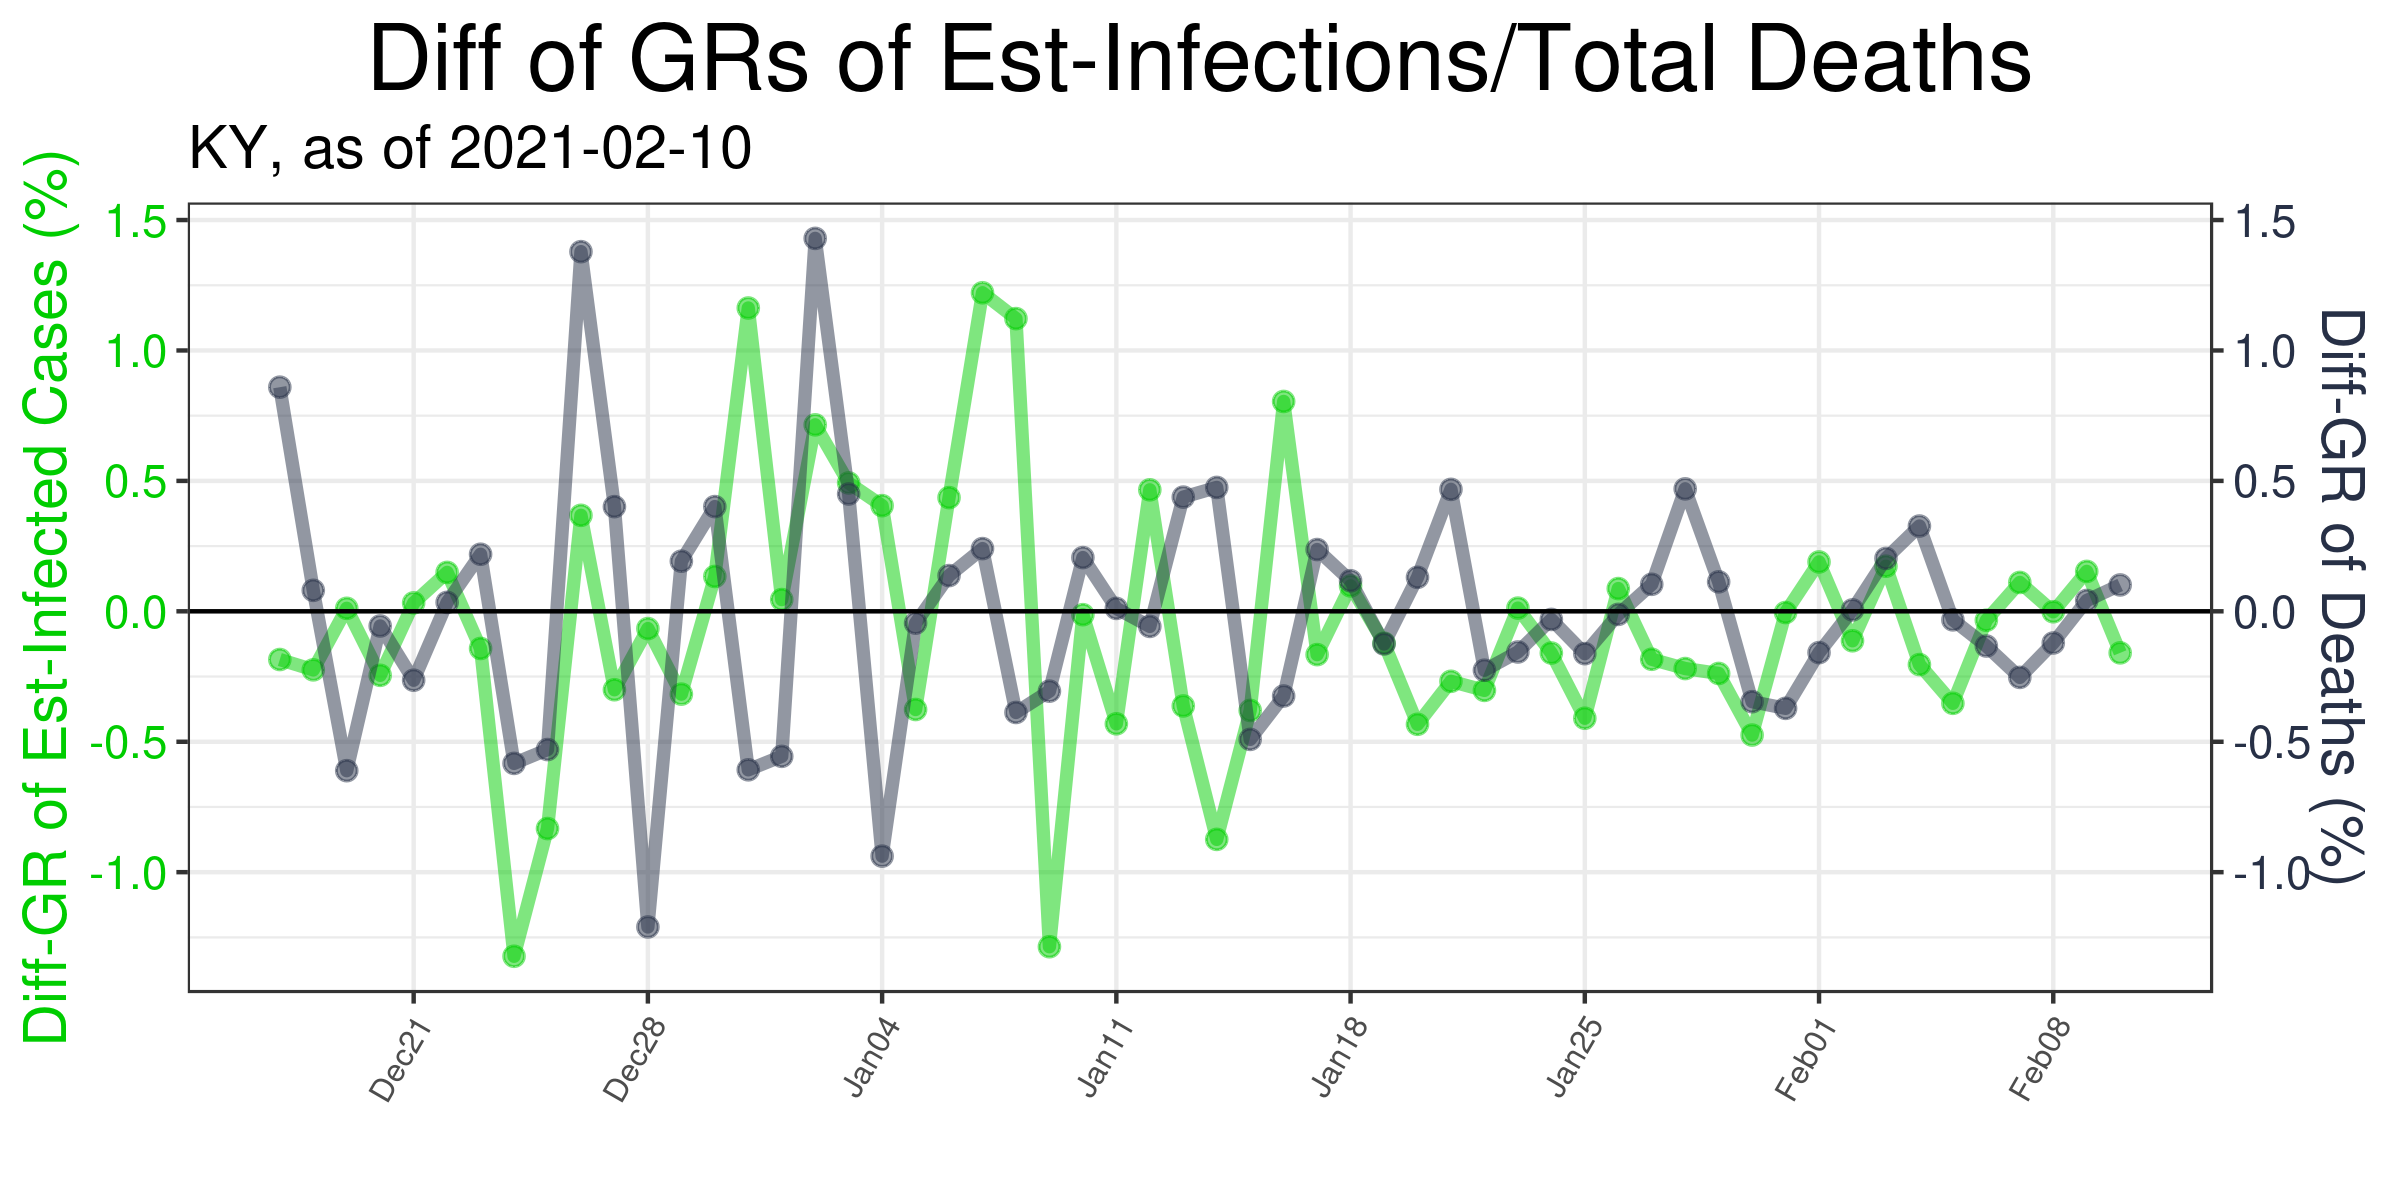 Diff of GRs of Est-Infections/Total Deaths
KY, as of 2021-02-10
Diff-GR of Est-Infected Cases (%)
1.5
1.0
0.5
0.0
-0.5
-1.0
1.5
1.0
0.5
0.0
-0.5
-1.0
Diff-GR of Deaths (%)
Dec21
Dec28
Jan04
Jan11
Jan18
Jan25
Feb01
Feb08